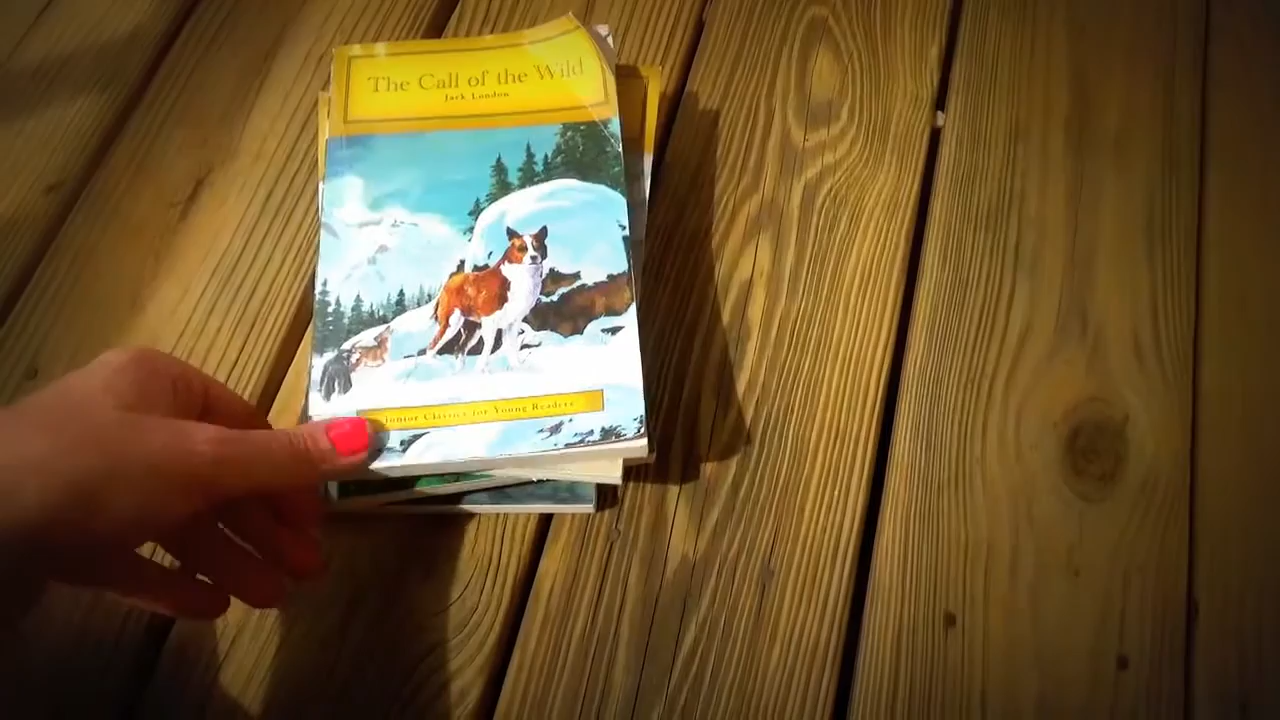 The Call of the Wild
Jack London
Junior Classics for Young Readers